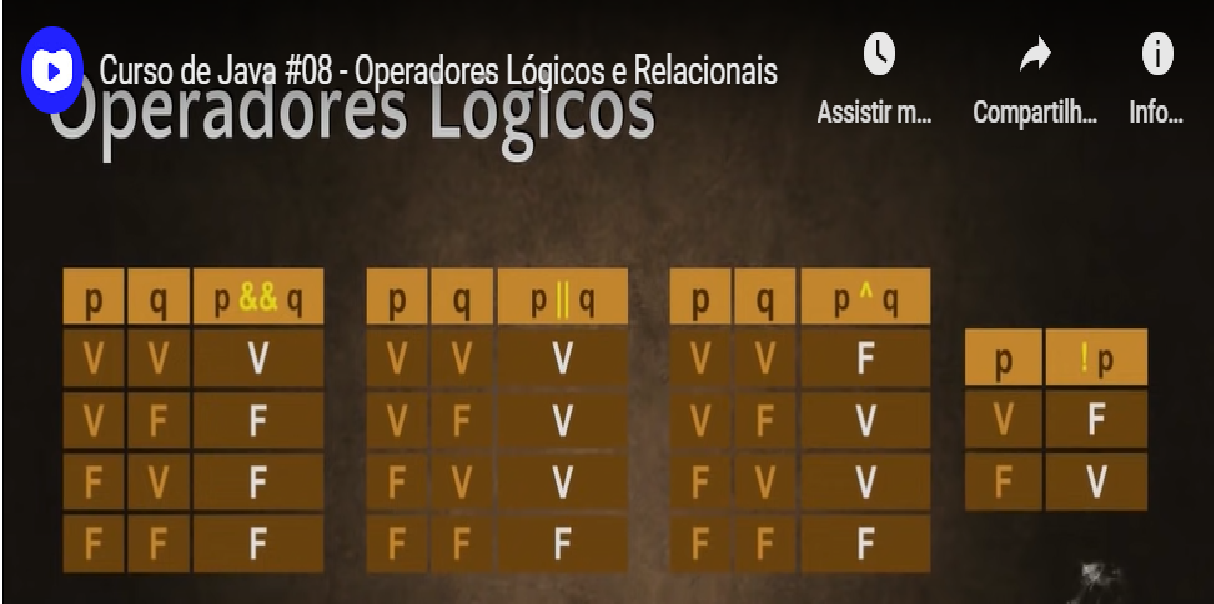 Curso de Java #08 - Operadores Lógicos e Relacionais
Assistir m... Compartilh... Info...
Operadores Lógicos
p q p && q
V V V
V F F
F V F
F F F
p q p || q
V V V
V F V
F V V
F F F
p q p ^ q
V V F
V F V
F V V
F F F
p ! p
V F
F V